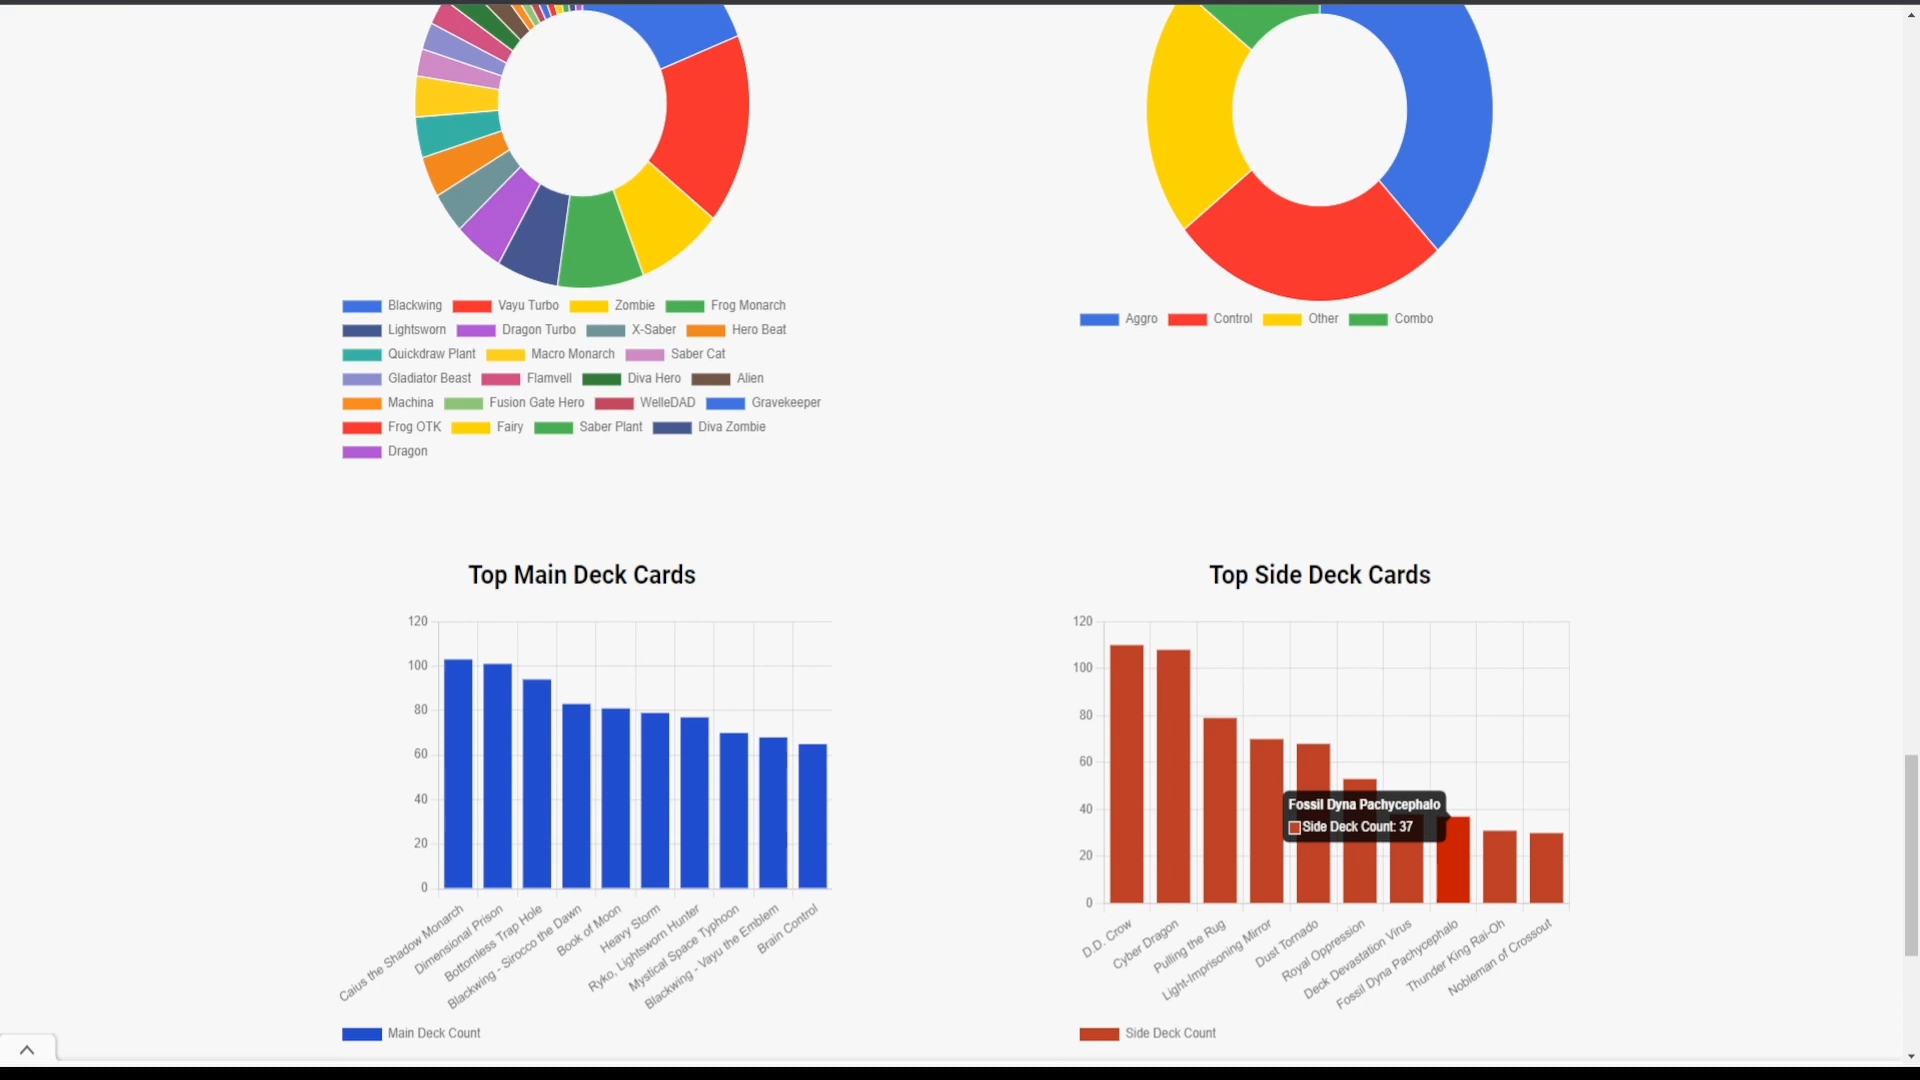 Blackwing Vayu Turbo Zombie Frog Monarch
Lightsworn Dragon Turbo X-Saber Hero Beat
Quickdraw Plant Macro Monarch Saber Cat
Gladiator Beast Flamvell Diva Hero Alien
Machina Fusion Gate Hero WelleDAD Gravekeeper
Frog OTK Fairy Saber Plant Diva Zombie
Dragon
Aggro Control Other Combo
Top Main Deck Cards
120
100
80
60
40
20
0
Caius the Shadow Monarch
Dimensional Prison
Bottomless Trap Hole
Blackwing - Sirocco the Dawn
Book of Moon
Heavy Storm
Ryko, Lightsworn Hunter
Mystical Space Typhoon
Blackwing - Vayu the Emblem
Brain Control
Main Deck Count
Top Side Deck Cards
120
100
80
60
40
20
0
Fossil Dyna Pachycephalo
Side Deck Count: 37
D.D. Crow
Cyber Dragon
Pulling the Rug
Light-Imprisoning Mirror
Dust Tornado
Royal Oppression
Deck Devastation Virus
Fossil Dyna Pachycephalo
Thunder King Rai-Oh
Nobleman of Crossout
Side Deck Count